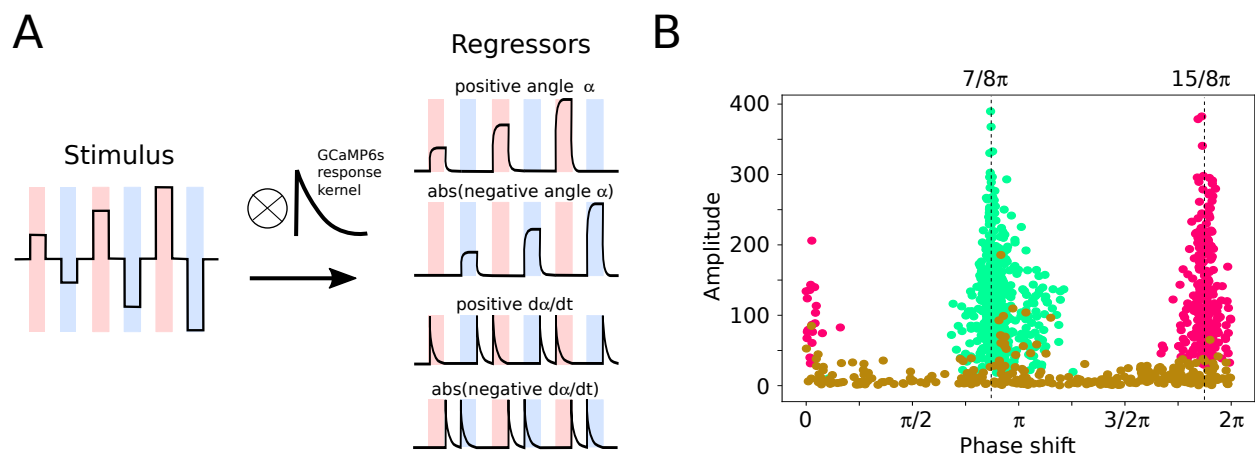 A
Stimulus
GCaMP6s
response
kernel
Regressors
positive angle α
abs(negative angle α)
positive dα/dt
abs(negative dα/dt)
B
7/8π 15/8π
Amplitude
400
300
200
100
0
0 π/2 π 3/2π 2π
Phase shift